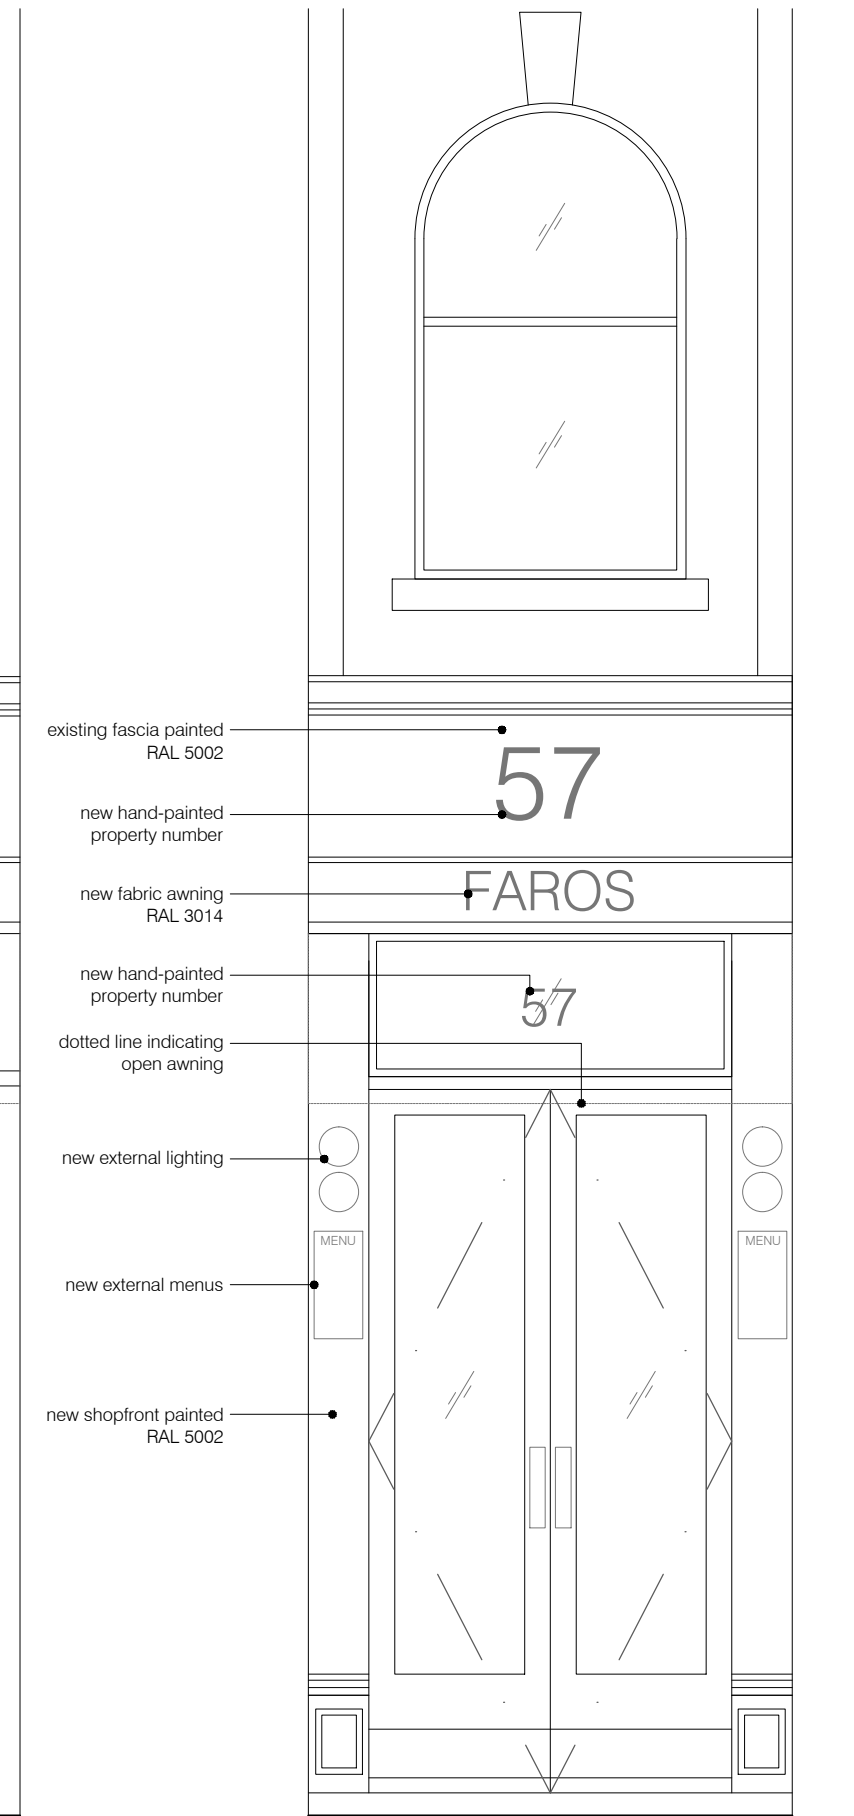 existing fascia painted
RAL 5002
57
new hand-painted
property number
new fabric awning
RAL 3014
FAROS
new hand-painted
property number
57
dotted line indicating
open awning
new external lighting
MENU
MENU
new external menus
new shopfront painted
RAL 5002